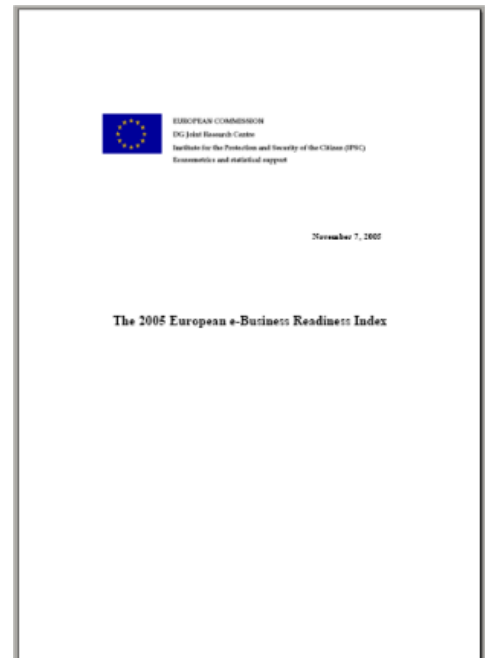 EUROPEAN COMMISSION
DG Joint Research Centre
Institute for the Protection and Security of the Citizen (IPSC)
Econometrics and statistical support
November 7, 2005
The 2005 European e-Business Readiness Index